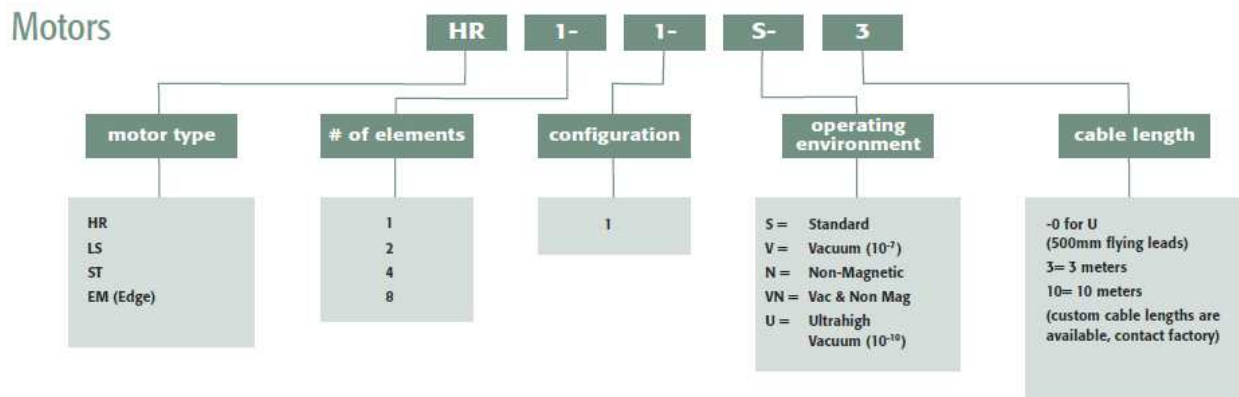 Motors
HR 1- 1- S- 3
motor type
# of elements
configuration
operating
environment
cable length
HR
LS
ST
EM (Edge)
1
2
4
8
1
S = Standard
V = Vacuum (10⁻⁷)
N = Non-Magnetic
VN = Vac & Non Mag
U = Ultrahigh
Vacuum (10⁻¹⁰)
-0 for U
(500mm flying leads)
3= 3 meters
10= 10 meters
(custom cable lengths are
available, contact factory)